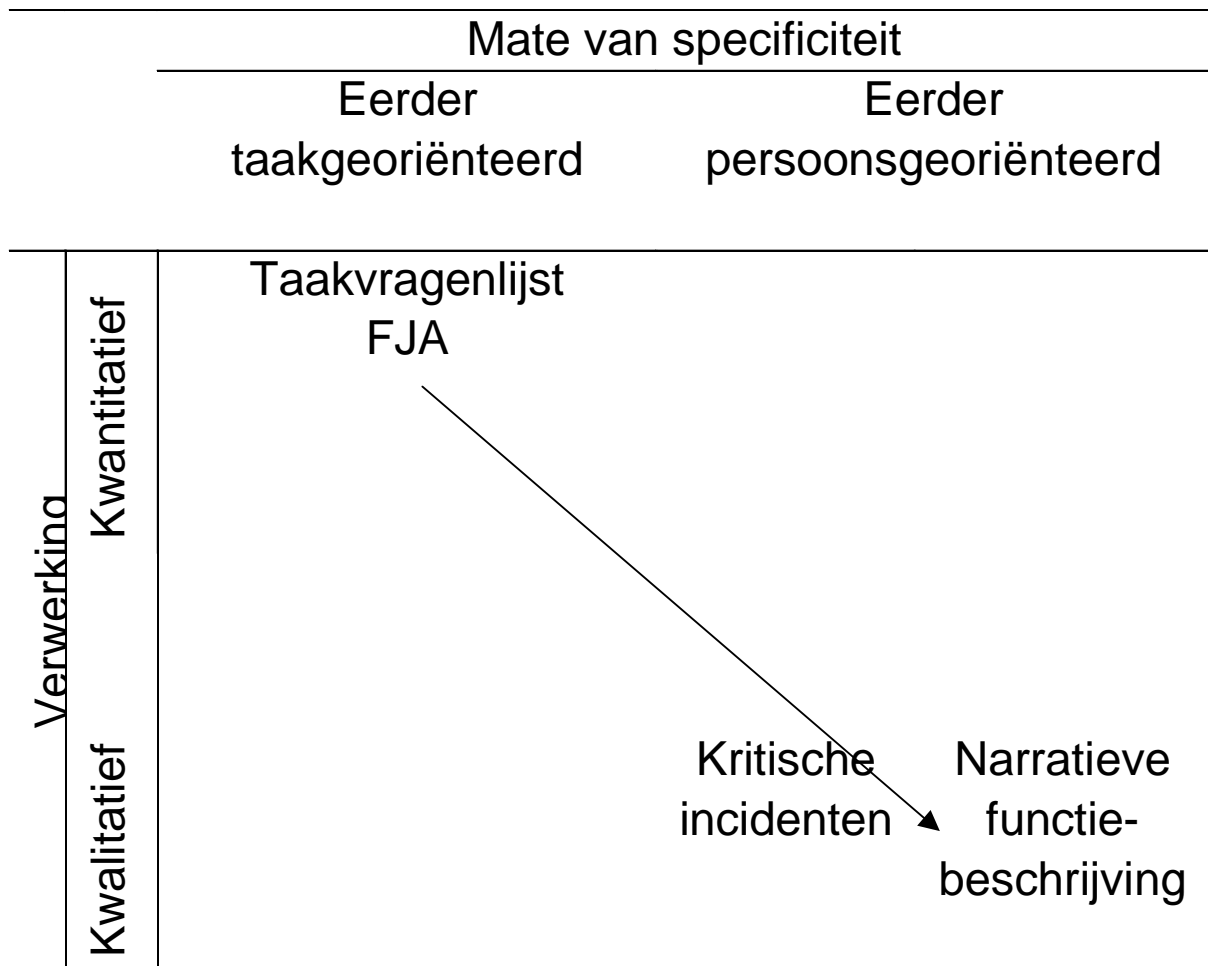 Mate van specificiteit
Eerder
taakgeoriënteerd
Eerder
persoonsgeoriënteerd
Verwerking
Kwantitatief
Taakvragenlijst
FJA
Kwalitatief
Kritische
incidenten
Narratieve
functie-
beschrijving